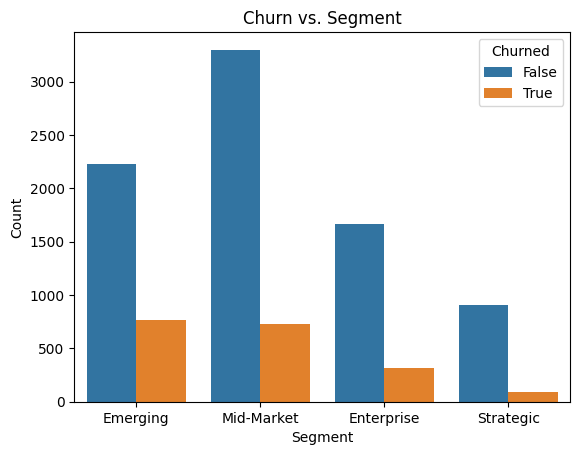 Churn vs. Segment
Churned
False
True
3000
2500
2000
1500
1000
500
0
Count
Emerging
Mid-Market
Enterprise
Strategic
Segment